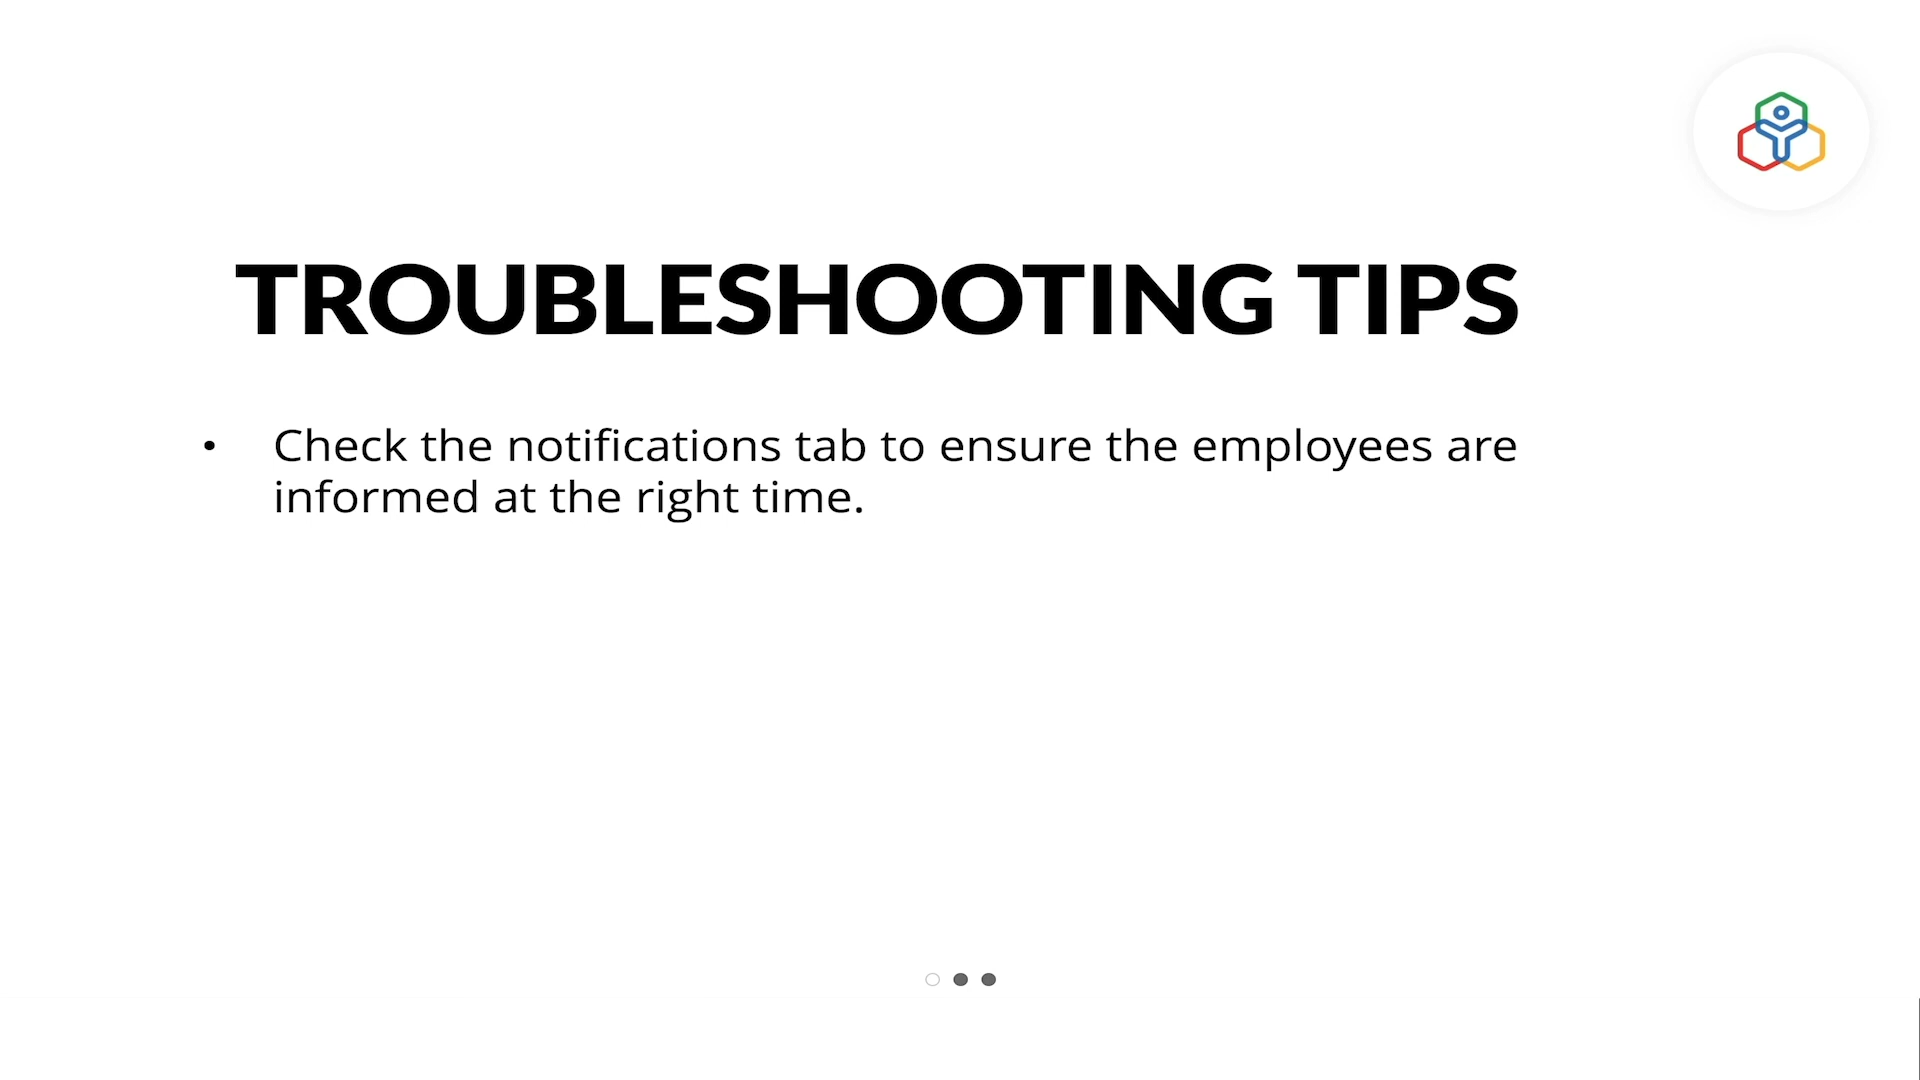 TROUBLESHOOTING TIPS
• Check the notifications tab to ensure the employees are
informed at the right time.